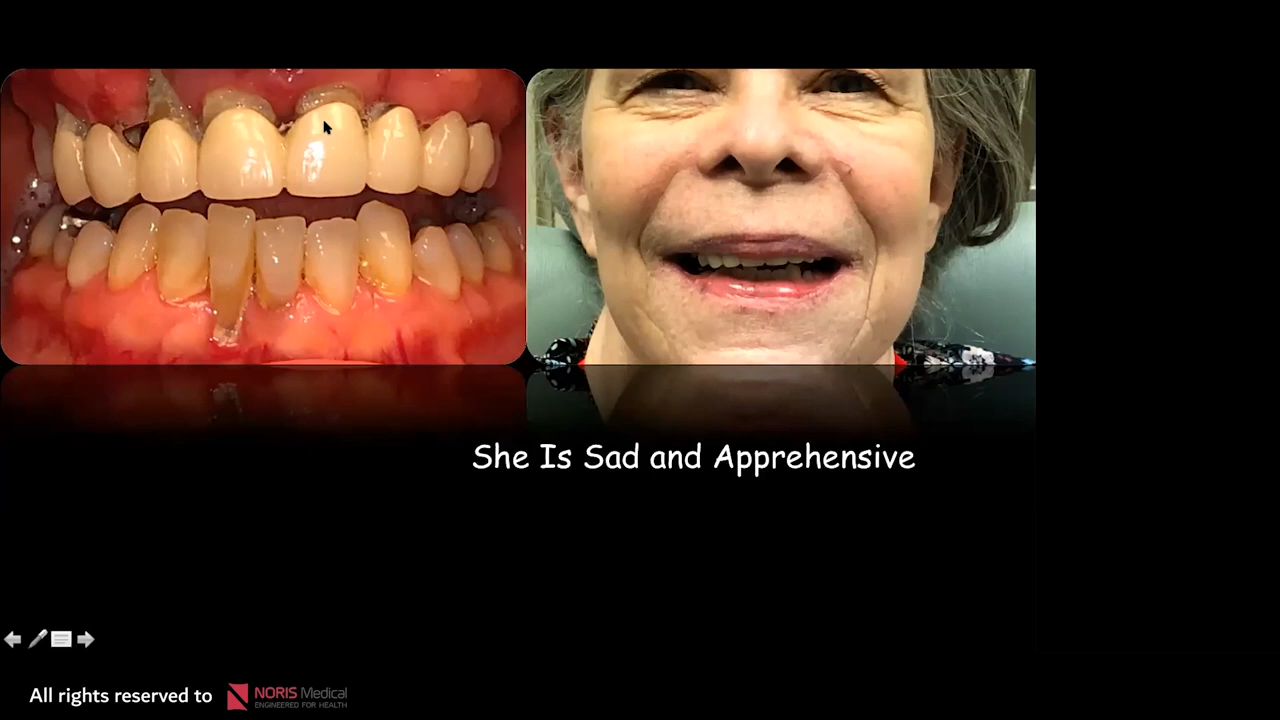 She Is Sad and Apprehensive
All rights reserved to NORIS Medical
ENGINEERED FOR HEALTH